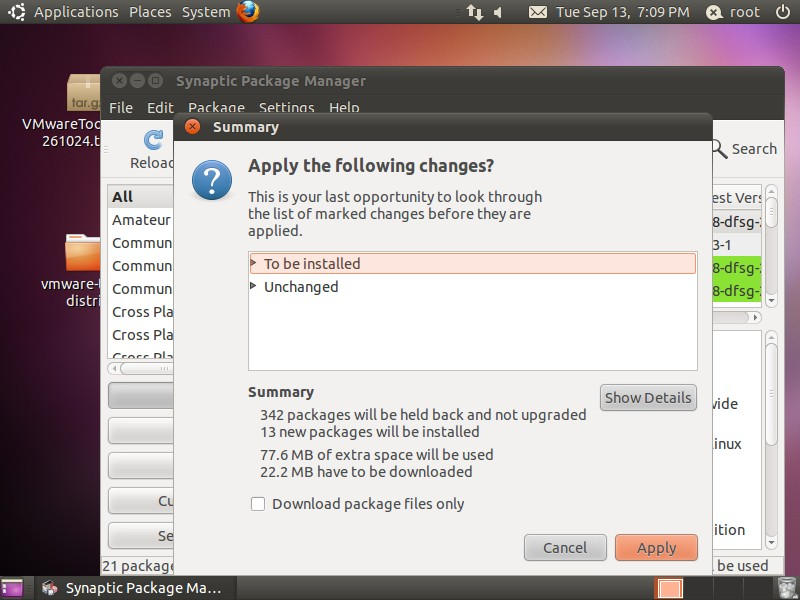 Applications Places System Tue Sep 13, 7:09 PM root
Synaptic Package Manager
File Edit Package Settings Help
Summary
tar.g
VMwareToo
261024.t
Reload
Search
Apply the following changes?
This is your last opportunity to look through
the list of marked changes before they are
applied.
All
Amateur
Commun
Commun
Commun
Cross Pla
Cross Pla
Cross Pla
est Vers
8-dfsg-
3-1
8-dfsg-
8-dfsg-
To be installed
Unchanged
vmware-
distri
Summary
Show Details
342 packages will be held back and not upgraded
13 new packages will be installed
77.6 MB of extra space will be used
22.2 MB have to be downloaded
vide
inux
ition
Download package files only
Cu
Se
Cancel Apply
21 package
be used
Synaptic Package Ma...